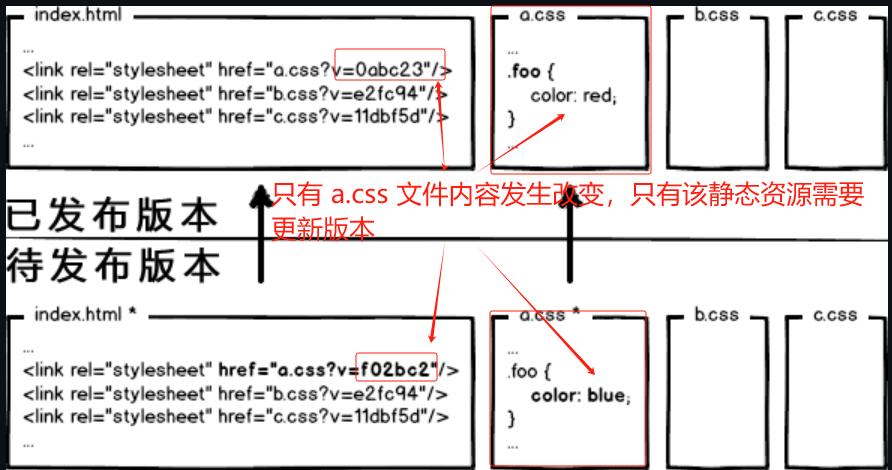 index.html
...
<link rel="stylesheet" href="a.css?v=0abc23"/>
<link rel="stylesheet" href="b.css?v=e2fc94"/>
<link rel="stylesheet" href="c.css?v=11dbf5d"/>
...
a.css
...
.foo {
color: red;
}
...
b.css
c.css
只有 a.css 文件内容发生改变，只有该静态资源需要
更新版本
已发布版本
待发布版本
index.html *
...
<link rel="stylesheet" href="a.css?v=f02bc2"/>
<link rel="stylesheet" href="b.css?v=e2fc94"/>
<link rel="stylesheet" href="c.css?v=11dbf5d"/>
...
a.css *
...
.foo {
color: blue;
}
...
b.css
c.css